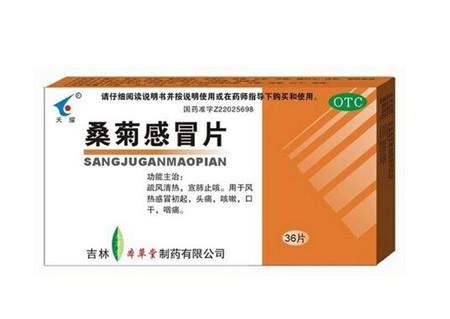 请仔细阅读说明书并按说明使用或在药师指导下购买和使用。
OTC
国药准字Z22025698
天耀
桑菊感冒片
SANGJUGANMAOPIAN
功能主治：
疏风清热，宣肺止咳。用于风
热感冒初起，头痛，咳嗽，口
干，咽痛。
36片
吉林 本草堂 制药有限公司